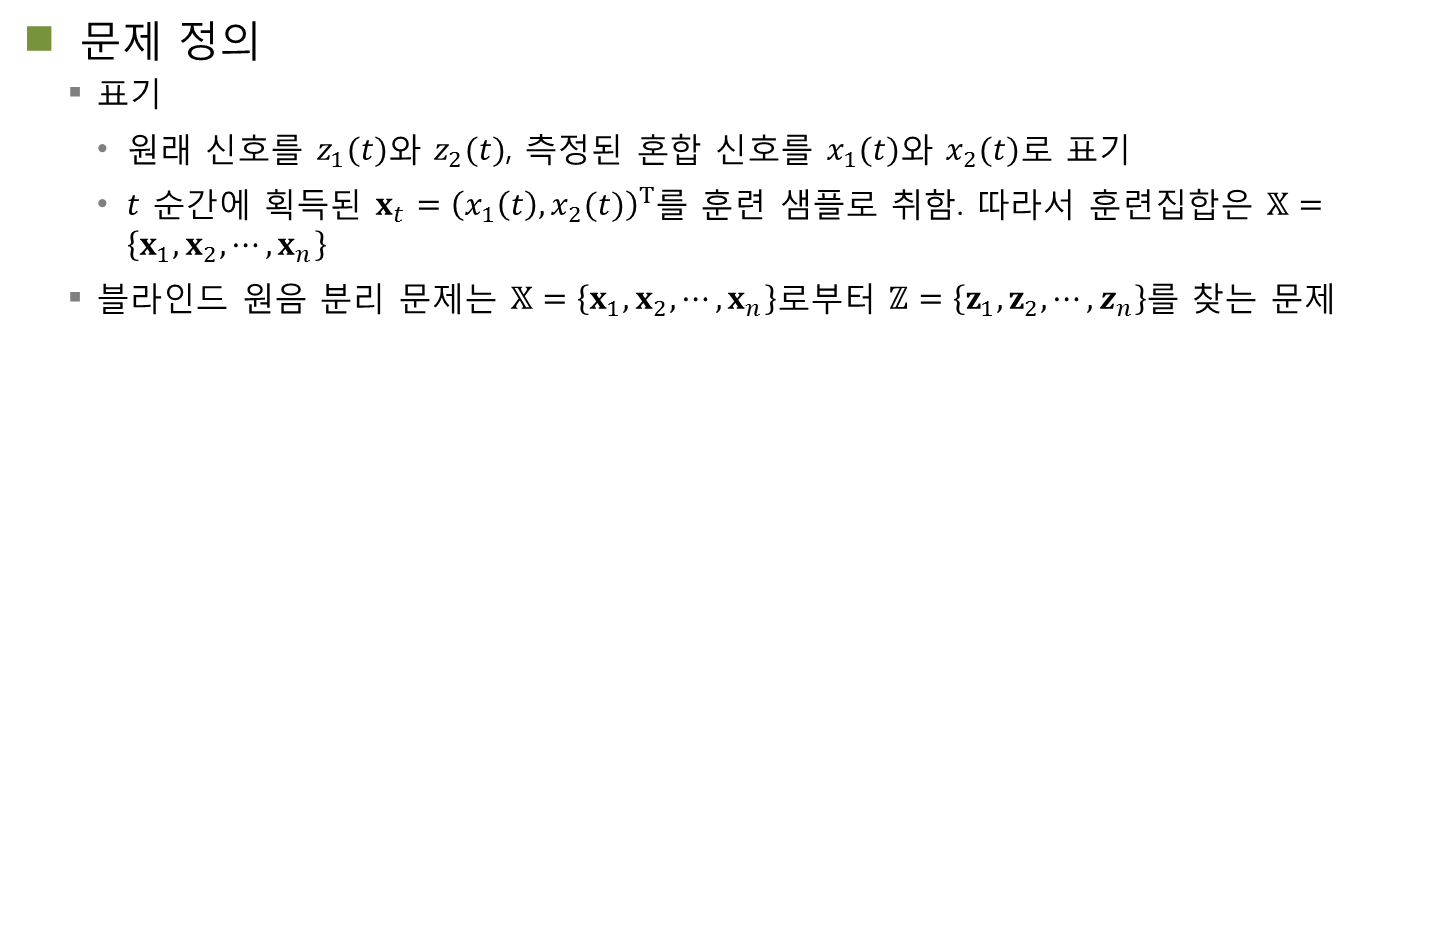 문제 정의
표기
원래 신호를 𝑧₁(𝑡)와 𝑧₂(𝑡), 측정된 혼합 신호를 𝑥₁(𝑡)와 𝑥₂(𝑡)로 표기
𝑡 순간에 획득된 𝐱ₜ = (𝑥₁(𝑡), 𝑥₂(𝑡))ᵀ를 훈련 샘플로 취함. 따라서 훈련집합은 𝕏 =
{𝐱₁, 𝐱₂, ⋯ , 𝐱ₙ}
블라인드 원음 분리 문제는 𝕏 = {𝐱₁, 𝐱₂, ⋯ , 𝐱ₙ}로부터 ℤ = {𝐳₁, 𝐳₂, ⋯ , 𝒛ₙ}를 찾는 문제